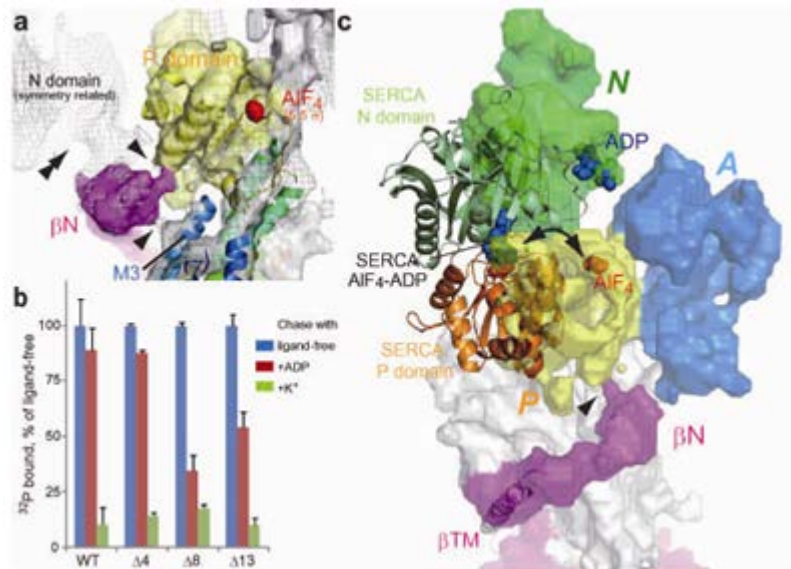 a
P domain
N domain
(symmetry related)
AlF4
βN
M3
b
Chase with
ligand-free
+ADP
+K+
32P bound, % of ligand-free
100
75
50
25
0
WT
Δ4
Δ8
Δ13
c
SERCA
N domain
N
ADP
A
SERCA
AlF4-ADP
AlF4
SERCA
P domain
P
βN
βTM